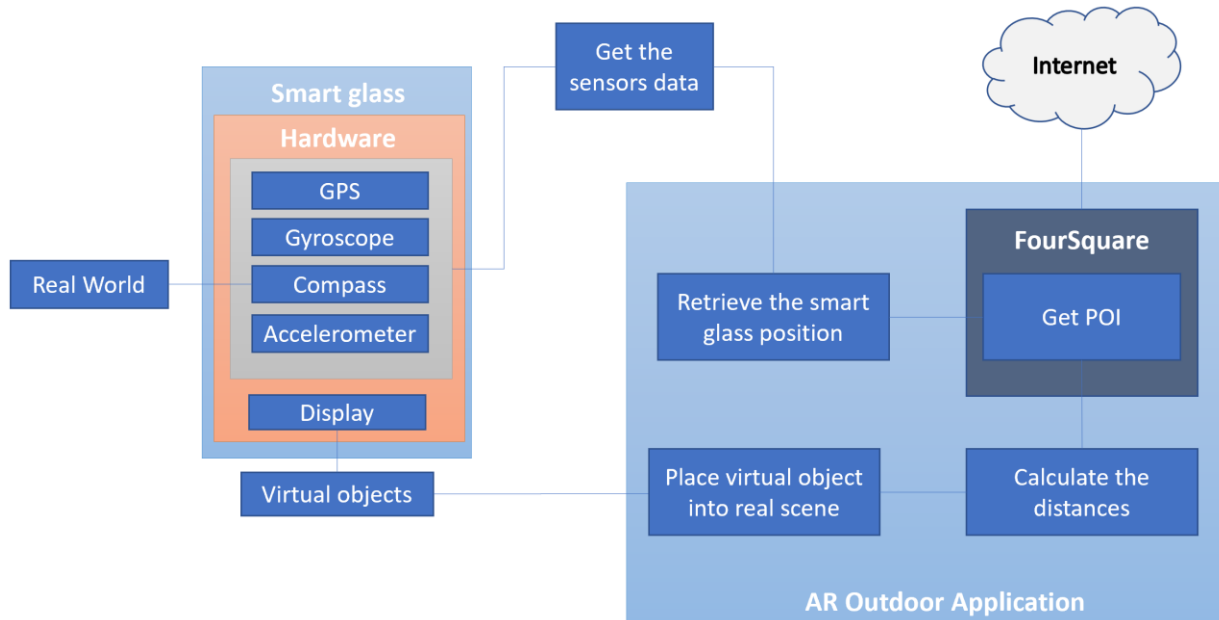 Get the
sensors data
Internet
Smart glass
Hardware
GPS
Gyroscope
Compass
Accelerometer
Display
Real World
Virtual objects
FourSquare
Get POI
Retrieve the smart
glass position
Place virtual object
into real scene
Calculate the
distances
AR Outdoor Application